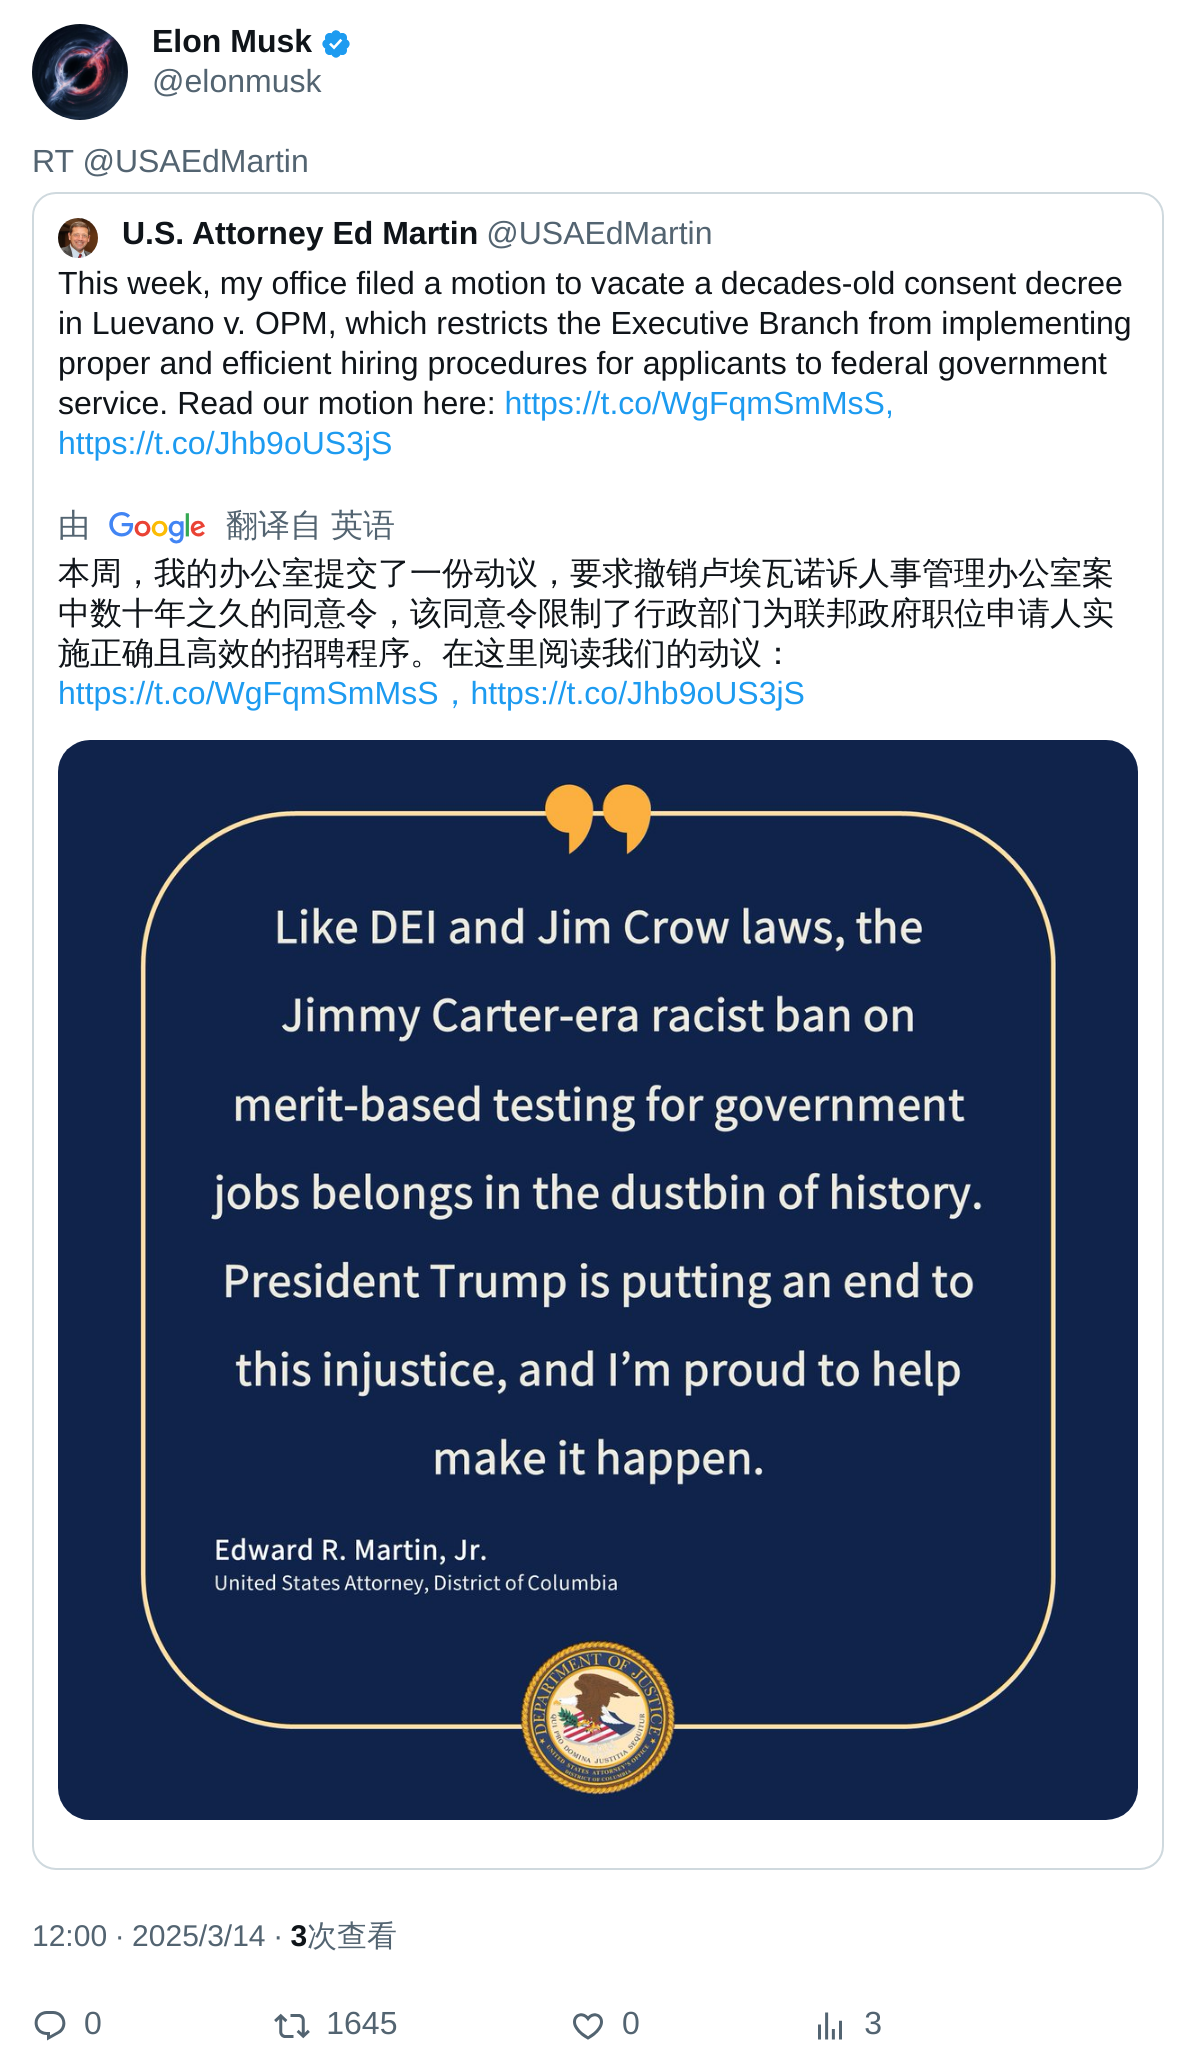 Elon Musk
@elonmusk
RT @USAEdMartin
U.S. Attorney Ed Martin @USAEdMartin
This week, my office filed a motion to vacate a decades-old consent decree
in Luevano v. OPM, which restricts the Executive Branch from implementing
proper and efficient hiring procedures for applicants to federal government
service. Read our motion here: https://t.co/WgFqmSmMsS,
https://t.co/Jhb9oUS3jS
由 Google 翻译自 英语
本周，我的办公室提交了一份动议，要求撤销卢埃瓦诺诉人事管理办公室案
中数十年之久的同意令，该同意令限制了行政部门为联邦政府职位申请人实
施正确且高效的招聘程序。在这里阅读我们的动议：
https://t.co/WgFqmSmMsS，https://t.co/Jhb9oUS3jS
Like DEI and Jim Crow laws, the
Jimmy Carter-era racist ban on
merit-based testing for government
jobs belongs in the dustbin of history.
President Trump is putting an end to
this injustice, and I’m proud to help
make it happen.
Edward R. Martin, Jr.
United States Attorney, District of Columbia
DEPARTMENT OF JUSTICE
QUI PRO DOMINA JUSTITIA SEQUITUR
UNITED STATES ATTORNEY'S OFFICE
DISTRICT OF COLUMBIA
12:00 · 2025/3/14 · 3次查看
0 1645 0 3